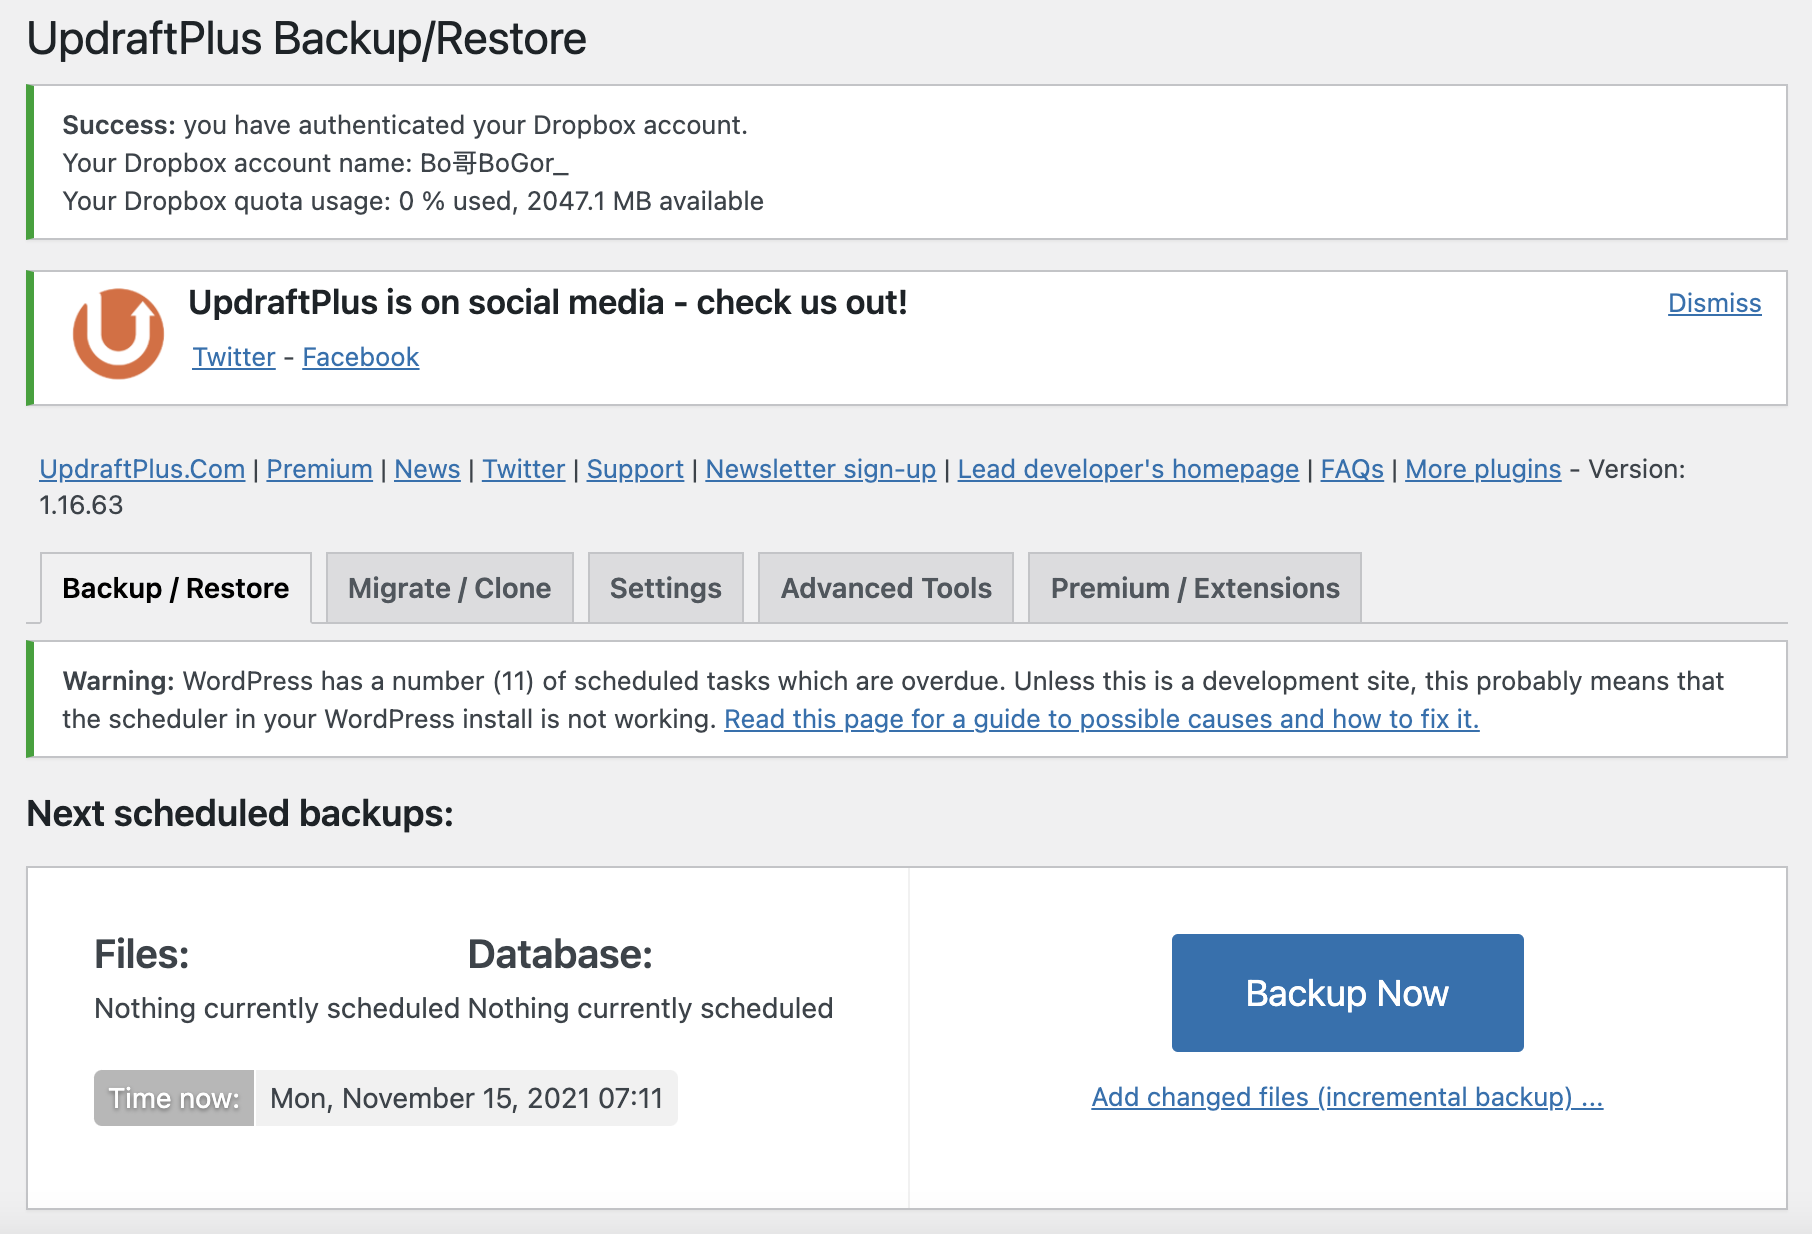 UpdraftPlus Backup/Restore
Success: you have authenticated your Dropbox account.
Your Dropbox account name: Bo哥BoGor_
Your Dropbox quota usage: 0 % used, 2047.1 MB available
UpdraftPlus is on social media - check us out!
Dismiss
Twitter - Facebook
UpdraftPlus.Com | Premium | News | Twitter | Support | Newsletter sign-up | Lead developer's homepage | FAQs | More plugins - Version:
1.16.63
Backup / Restore
Migrate / Clone
Settings
Advanced Tools
Premium / Extensions
Warning: WordPress has a number (11) of scheduled tasks which are overdue. Unless this is a development site, this probably means that
the scheduler in your WordPress install is not working. Read this page for a guide to possible causes and how to fix it.
Next scheduled backups:
Files:
Database:
Nothing currently scheduled
Nothing currently scheduled
Time now: Mon, November 15, 2021 07:11
Backup Now
Add changed files (incremental backup) ...